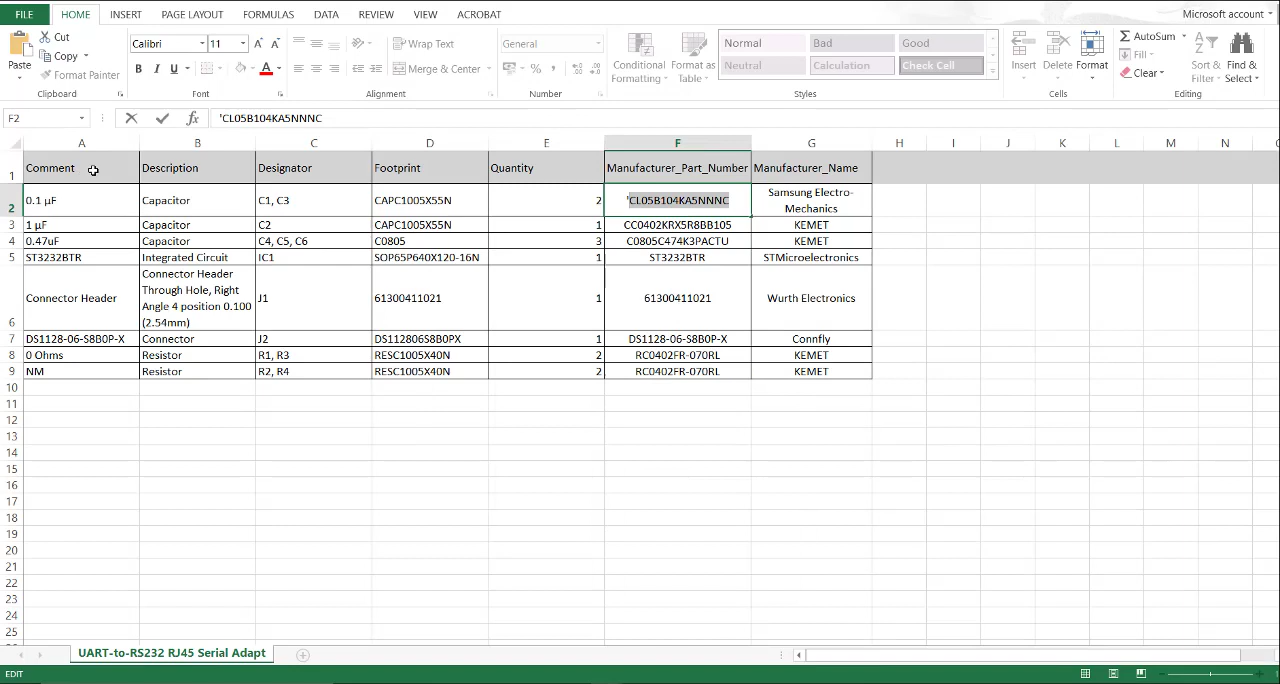 FILE HOME INSERT PAGE LAYOUT FORMULAS DATA REVIEW VIEW ACROBAT Microsoft account
Paste Cut Copy Format Painter Clipboard
Calibri 11 A A B I U A Font
Wrap Text Merge & Center Alignment
General % , Number
Conditional Formatting Format as Table Normal Bad Good Neutral Calculation Check Cell Styles
Insert Delete Format Cells
AutoSum Fill Clear Sort & Filter Find & Select Editing
F2 fx 'CL05B104KA5NNNC
A B C D E F G H I J K L M N
1 Comment Description Designator Footprint Quantity Manufacturer_Part_Number Manufacturer_Name
2 0.1 µF Capacitor C1, C3 CAPC1005X55N 2 'CL05B104KA5NNNC Samsung Electro-
Mechanics
3 1 µF Capacitor C2 CAPC1005X55N 1 CC0402KRX5R8BB105 KEMET
4 0.47uF Capacitor C4, C5, C6 C0805 3 C0805C474K3PACTU KEMET
5 ST3232BTR Integrated Circuit IC1 SOP65P640X120-16N 1 ST3232BTR STMicroelectronics
6 Connector Header Connector Header
Through Hole, Right
Angle 4 position 0.100
(2.54mm) J1 61300411021 1 61300411021 Wurth Electronics
7 DS1128-06-S8B0P-X Connector J2 DS112806S8B0PX 1 DS1128-06-S8B0P-X Connfly
8 0 Ohms Resistor R1, R3 RESC1005X40N 2 RC0402FR-070RL KEMET
9 NM Resistor R2, R4 RESC1005X40N 2 RC0402FR-070RL KEMET
10
11
12
13
14
15
16
17
18
19
20
21
22
23
24
25
UART-to-RS232 RJ45 Serial Adapt
EDIT